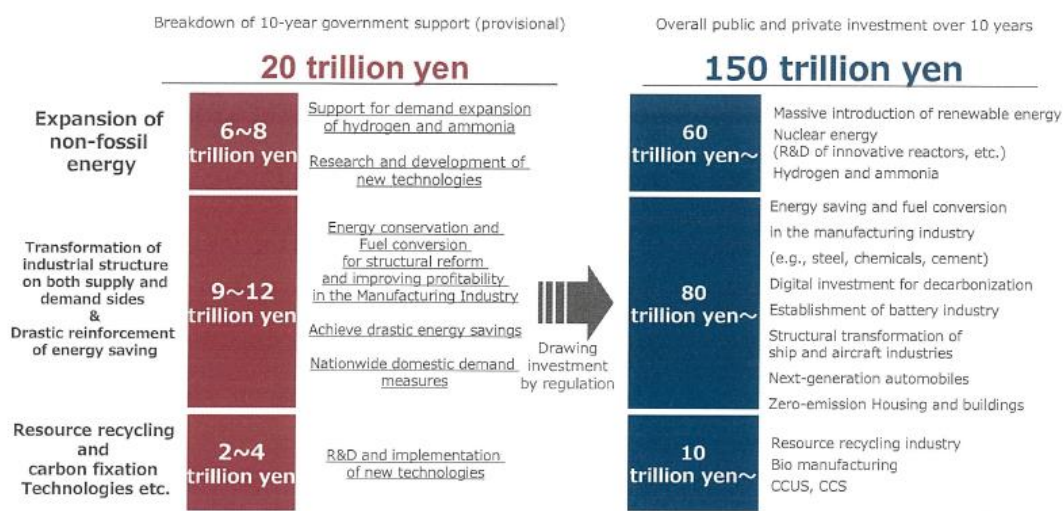 Breakdown of 10-year government support (provisional)
20 trillion yen
Overall public and private investment over 10 years
150 trillion yen
Expansion of
non-fossil
energy
6~8
trillion yen
Support for demand expansion
of hydrogen and ammonia
Research and development of
new technologies
60
trillion yen~
Massive introduction of renewable energy
Nuclear energy
(R&D of innovative reactors, etc.)
Hydrogen and ammonia
Transformation of
industrial structure
on both supply and
demand sides
&
Drastic reinforcement
of energy saving
9~12
trillion yen
Energy conservation and
Fuel conversion
for structural reform
and improving profitability
in the Manufacturing Industry
Achieve drastic energy savings
Nationwide domestic demand
measures
Drawing
investment
by regulation
80
trillion yen~
Energy saving and fuel conversion
in the manufacturing industry
(e.g., steel, chemicals, cement)
Digital investment for decarbonization
Establishment of battery industry
Structural transformation of
ship and aircraft industries
Next-generation automobiles
Zero-emission Housing and buildings
Resource recycling
and
carbon fixation
Technologies etc.
2~4
trillion yen
R&D and implementation
of new technologies
10
trillion yen~
Resource recycling industry
Bio manufacturing
CCUS, CCS